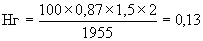 Нг = 100×0,87×1,5×2 / 1955 = 0,13